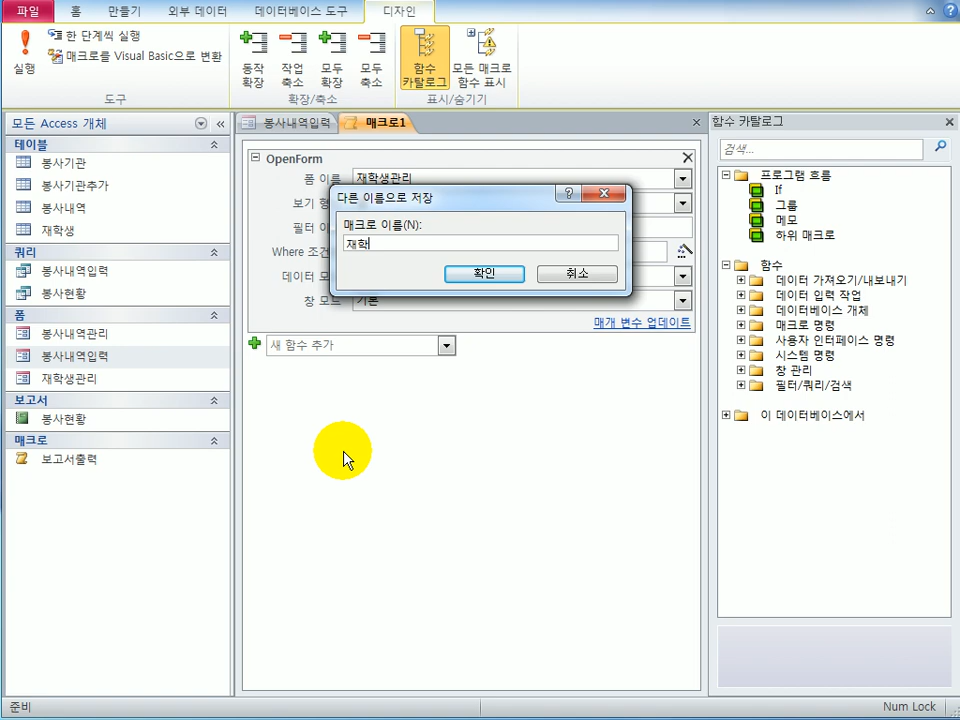 파일 홈 만들기 외부 데이터 데이터베이스 도구 디자인
실행
한 단계씩 실행
매크로를 Visual Basic으로 변환
도구
동작 확장
작업 축소
모두 확장
모두 축소
확장/축소
함수 카탈로그
모든 매크로 함수 표시
표시/숨기기
모든 Access 개체
테이블
봉사기관
봉사기관추가
봉사내역
재학생
쿼리
봉사내역입력
봉사현황
폼
봉사내역관리
봉사내역입력
재학생관리
보고서
봉사현황
매크로
보고서출력
봉사내역입력 매크로1
OpenForm
폼 이름 재학생관리
보기 형
필터 이
Where 조건
데이터 모
창 모드 기본
매개 변수 업데이트
새 함수 추가
다른 이름으로 저장
매크로 이름(N):
재학
확인 취소
함수 카탈로그
검색...
프로그램 흐름
If
그룹
메모
하위 매크로
함수
데이터 가져오기/내보내기
데이터 입력 작업
데이터베이스 개체
매크로 명령
사용자 인터페이스 명령
시스템 명령
창 관리
필터/쿼리/검색
이 데이터베이스에서
준비 Num Lock